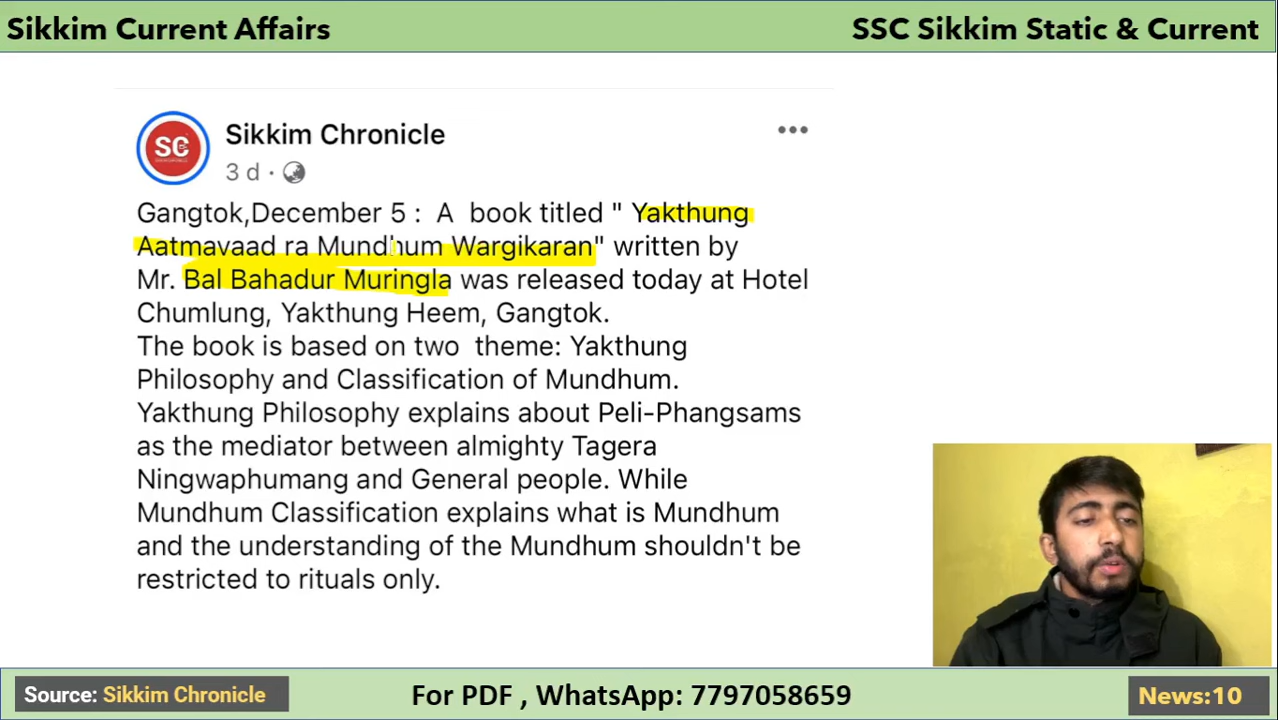 Sikkim Current Affairs
SSC Sikkim Static & Current
SC
Sikkim Chronicle
3 d ·
Gangtok,December 5 : A book titled " Yakthung
Aatmavaad ra Mundhum Wargikaran" written by
Mr. Bal Bahadur Muringla was released today at Hotel
Chumlung, Yakthung Heem, Gangtok.
The book is based on two theme: Yakthung
Philosophy and Classification of Mundhum.
Yakthung Philosophy explains about Peli-Phangsams
as the mediator between almighty Tagera
Ningwaphumang and General people. While
Mundhum Classification explains what is Mundhum
and the understanding of the Mundhum shouldn't be
restricted to rituals only.
Source: Sikkim Chronicle
For PDF , WhatsApp: 7797058659
News:10